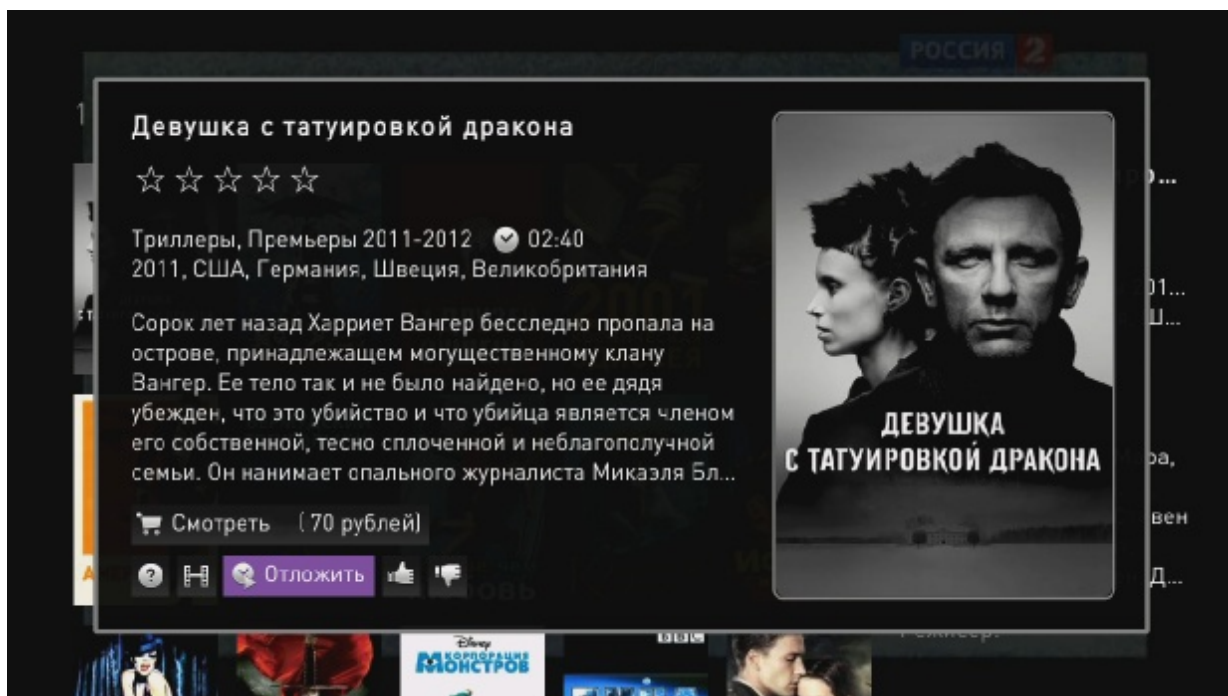 РОССИЯ 2
Девушка с татуировкой дракона
Триллеры, Премьеры 2011-2012 02:40
2011, США, Германия, Швеция, Великобритания
Сорок лет назад Харриет Вангер бесследно пропала на
острове, принадлежащем могущественному клану
Вангер. Ее тело так и не было найдено, но ее дядя
убежден, что это убийство и что убийца является членом
его собственной, тесно сплоченной и неблагополучной
семьи. Он нанимает опального журналиста Микаэля Бл...
Смотреть (70 рублей)
Отложить
ДЕВУШКА
С ТАТУИРОВКОЙ ДРАКОНА
Disney
КОРПОРАЦИЯ
МОНСТРОВ
BBC
Режиссер: